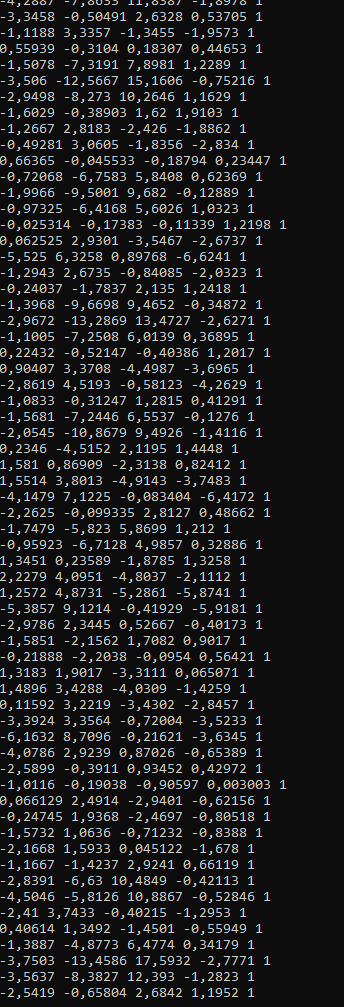 -4,2887 -7,8633 11,8387 -1,8978 1
-3,3458 -0,50491 2,6328 0,53705 1
-1,1188 3,3357 -1,3455 -1,9573 1
0,55939 -0,3104 0,18307 0,44653 1
-1,5078 -7,3191 7,8981 1,2289 1
-3,506 -12,5667 15,1606 -0,75216 1
-2,9498 -8,273 10,2646 1,1629 1
-1,6029 -0,38903 1,62 1,9103 1
-1,2667 2,8183 -2,426 -1,8862 1
-0,49281 3,0605 -1,8356 -2,834 1
0,66365 -0,045533 -0,18794 0,23447 1
-0,72068 -6,7583 5,8408 0,62369 1
-1,9966 -9,5001 9,682 -0,12889 1
-0,97325 -6,4168 5,6026 1,0323 1
-0,025314 -0,17383 -0,11339 1,2198 1
0,062525 2,9301 -3,5467 -2,6737 1
-5,525 6,3258 0,89768 -6,6241 1
-1,2943 2,6735 -0,84085 -2,0323 1
-0,24037 -1,7837 2,135 1,2418 1
-1,3968 -9,6698 9,4652 -0,34872 1
-2,9672 -13,2869 13,4727 -2,6271 1
-1,1005 -7,2508 6,0139 0,36895 1
0,22432 -0,52147 -0,40386 1,2017 1
0,90407 3,3708 -4,4987 -3,6965 1
-2,8619 4,5193 -0,58123 -4,2629 1
-1,0833 -0,31247 1,2815 0,41291 1
-1,5681 -7,2446 6,5537 -0,1276 1
-2,0545 -10,8679 9,4926 -1,4116 1
0,2346 -4,5152 2,1195 1,4448 1
1,581 0,86909 -2,3138 0,82412 1
1,5514 3,8013 -4,9143 -3,7483 1
-4,1479 7,1225 -0,083404 -6,4172 1
-2,2625 -0,099335 2,8127 0,48662 1
-1,7479 -5,823 5,8699 1,212 1
-0,95923 -6,7128 4,9857 0,32886 1
1,3451 0,23589 -1,8785 1,3258 1
2,2279 4,0951 -4,8037 -2,1112 1
1,2572 4,8731 -5,2861 -5,8741 1
-5,3857 9,1214 -0,41929 -5,9181 1
-2,9786 2,3445 0,52667 -0,40173 1
-1,5851 -2,1562 1,7082 0,9017 1
-0,21888 -2,2038 -0,0954 0,56421 1
1,3183 1,9017 -3,3111 0,065071 1
1,4896 3,4288 -4,0309 -1,4259 1
0,11592 3,2219 -3,4302 -2,8457 1
-3,3924 3,3564 -0,72004 -3,5233 1
-6,1632 8,7096 -0,21621 -3,6345 1
-4,0786 2,9239 0,87026 -0,65389 1
-2,5899 -0,3911 0,93452 0,42972 1
-1,0116 -0,19038 -0,90597 0,003003 1
0,066129 2,4914 -2,9401 -0,62156 1
-0,24745 1,9368 -2,4697 -0,80518 1
-1,5732 1,0636 -0,71232 -0,8388 1
-2,1668 1,5933 0,045122 -1,678 1
-1,1667 -1,4237 2,9241 0,66119 1
-2,8391 -6,63 10,4849 -0,42113 1
-4,5046 -5,8126 10,8867 -0,52846 1
-2,41 3,7433 -0,40215 -1,2953 1
0,40614 1,3492 -1,4501 -0,55949 1
-1,3887 -4,8773 6,4774 0,34179 1
-3,7503 -13,4586 17,5932 -2,7771 1
-3,5637 -8,3827 12,393 -1,2823 1
-2,5419 -0,65804 2,6842 1,1952 1